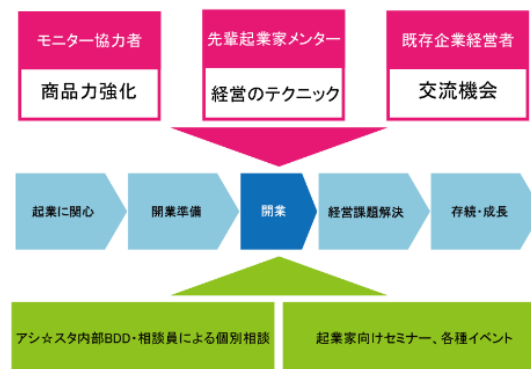 モニター協力者
商品力強化
先輩起業家メンター
経営のテクニック
既存企業経営者
交流機会
起業に関心
開業準備
開業
経営課題解決
存続・成長
アシ☆スタ内部BDD・相談員による個別相談
起業家向けセミナー、各種イベント